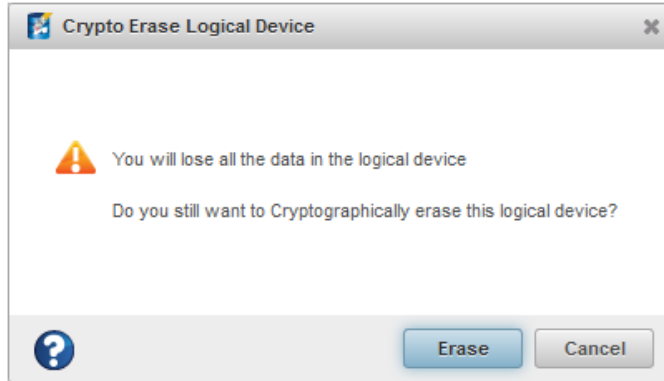 Crypto Erase Logical Device
You will lose all the data in the logical device
Do you still want to Cryptographically erase this logical device?
Erase
Cancel